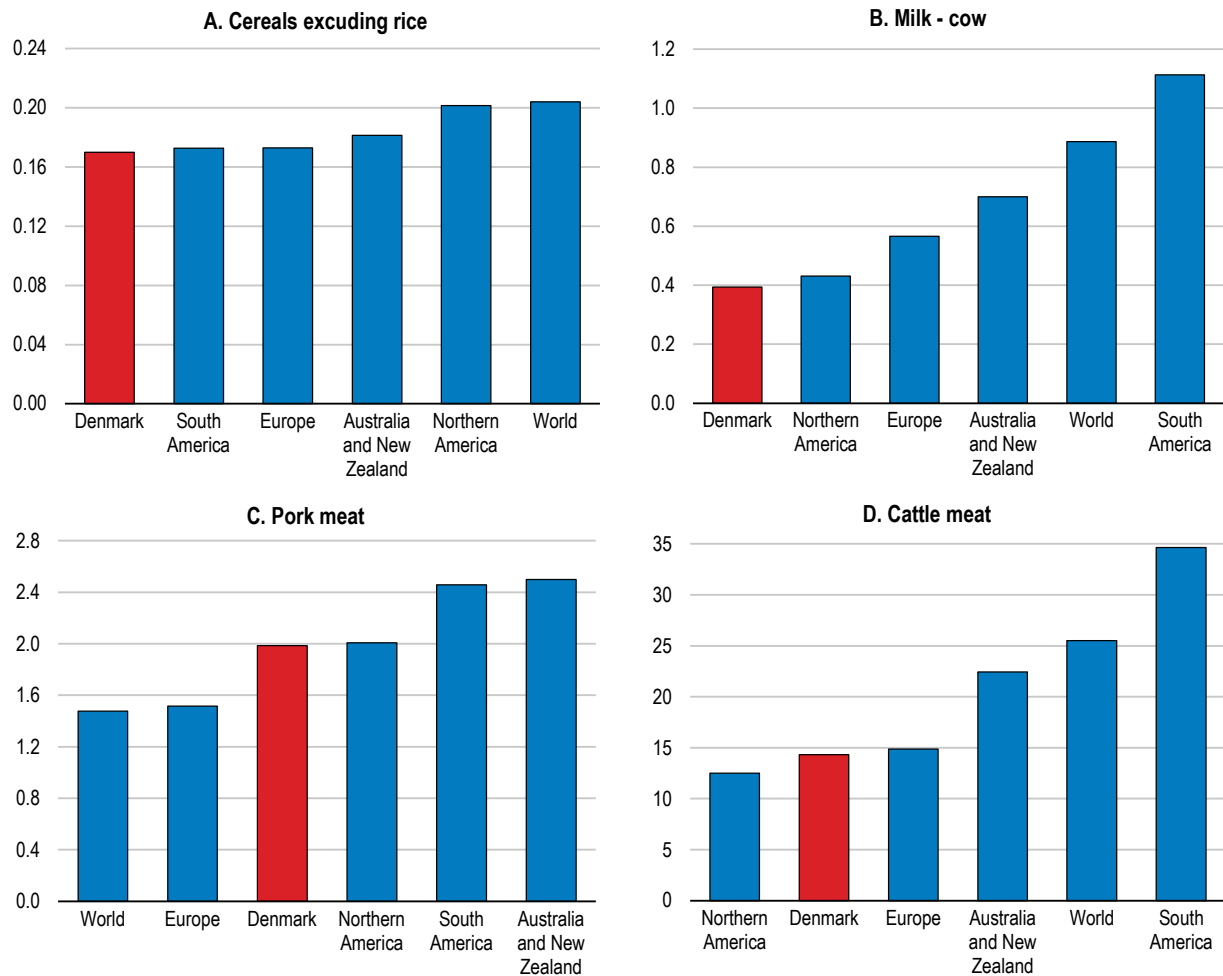 A. Cereals excuding rice
0.24
0.20
0.16
0.12
0.08
0.04
0.00
Denmark
South
America
Europe
Australia
and New
Zealand
Northern
America
World
B. Milk - cow
1.2
1.0
0.8
0.6
0.4
0.2
0.0
Denmark
Northern
America
Europe
Australia
and New
Zealand
World
South
America
C. Pork meat
2.8
2.4
2.0
1.6
1.2
0.8
0.4
0.0
World
Europe
Denmark
Northern
America
South
America
Australia
and New
Zealand
D. Cattle meat
35
30
25
20
15
10
5
0
Northern
America
Denmark
Europe
Australia
and New
Zealand
World
South
America